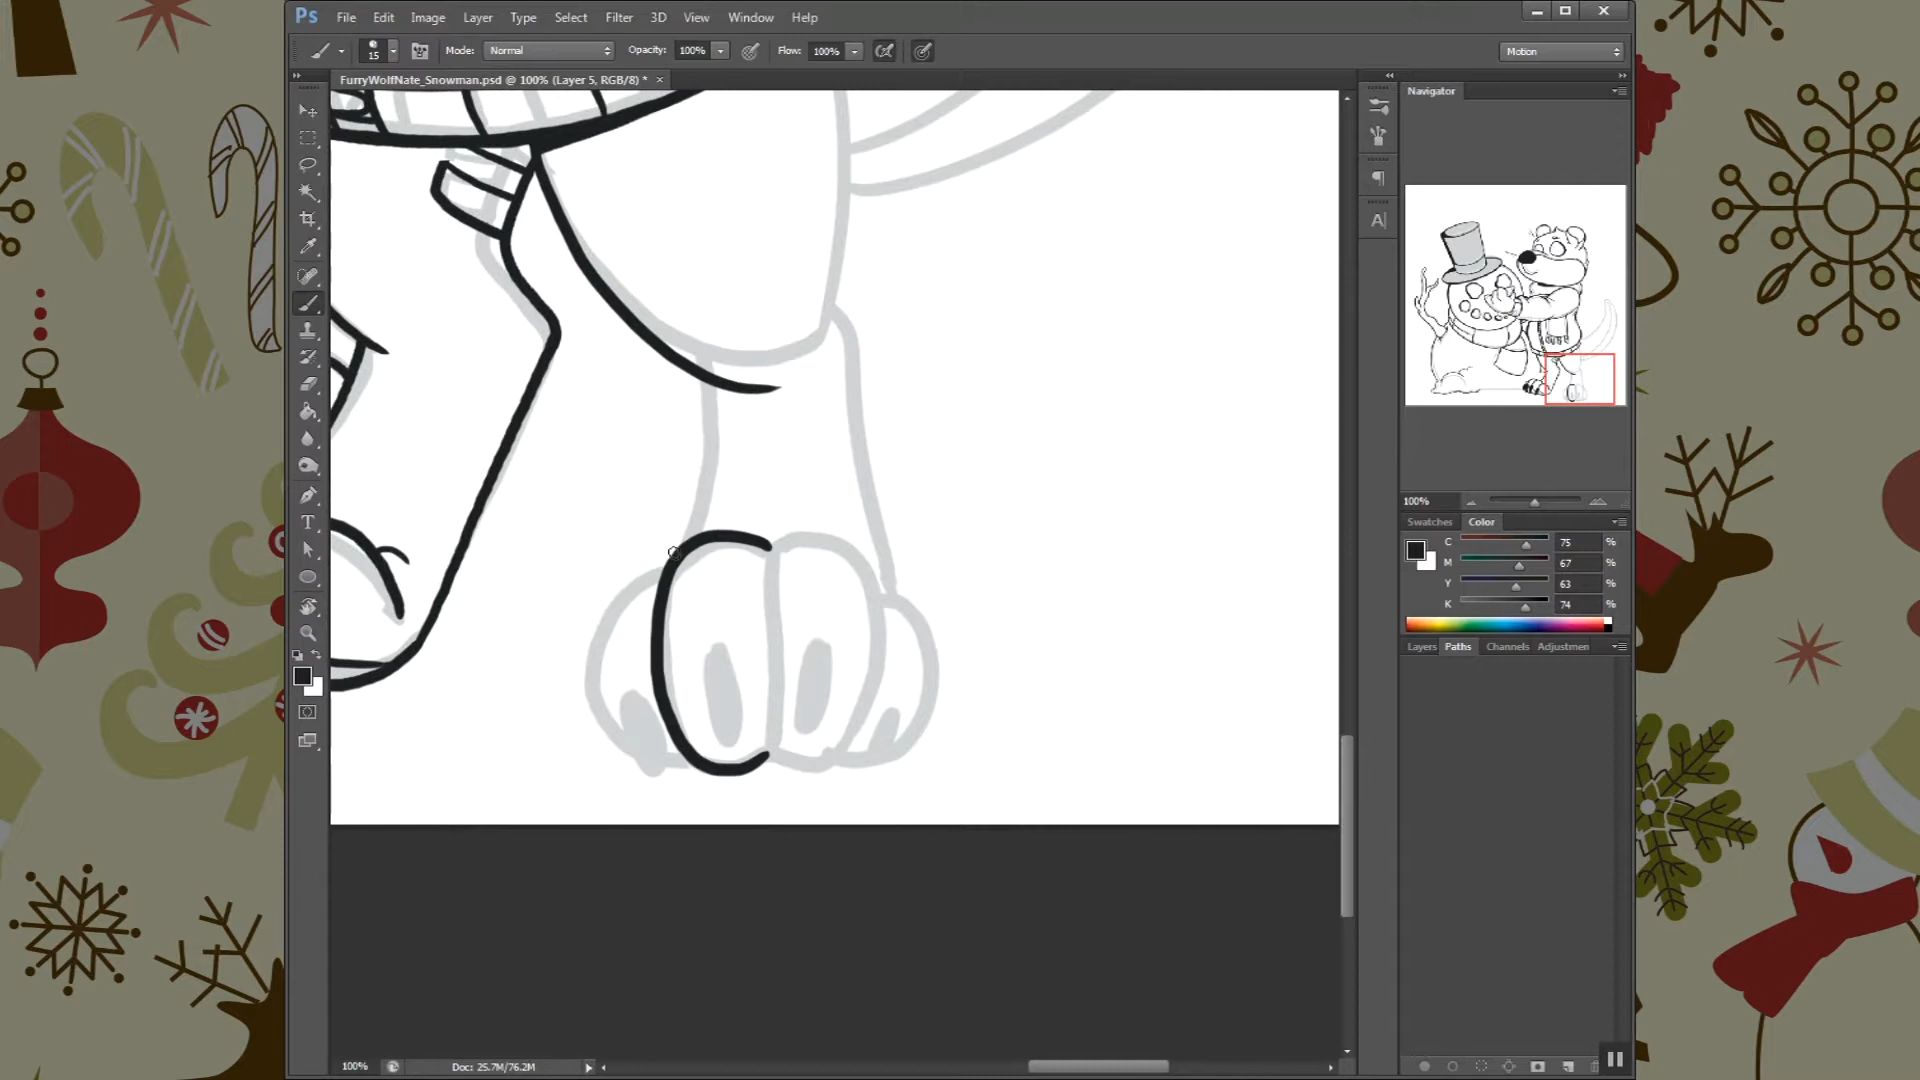 Ps File Edit Image Layer Type Select Filter 3D View Window Help
15 Mode: Normal Opacity: 100% Flow: 100% Motion
FurryWolfNate_Snowman.psd @ 100% (Layer 5, RGB/8) *
Navigator
100%
Swatches Color
C 75 %
M 67 %
Y 63 %
K 74 %
Layers Paths Channels Adjustmen
100% Doc: 25.7M/76.2M